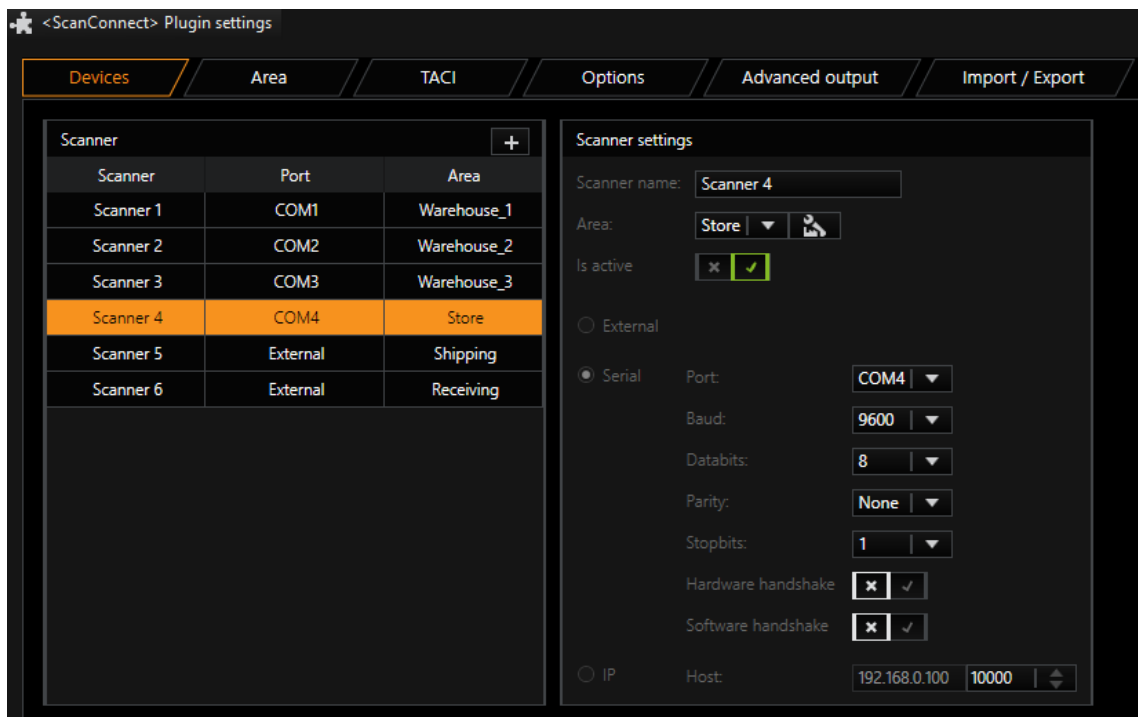 <ScanConnect> Plugin settings
Devices Area TACI Options Advanced output Import / Export
Scanner +
Scanner Port Area
Scanner 1 COM1 Warehouse_1
Scanner 2 COM2 Warehouse_2
Scanner 3 COM3 Warehouse_3
Scanner 4 COM4 Store
Scanner 5 External Shipping
Scanner 6 External Receiving
Scanner settings
Scanner name: Scanner 4
Area: Store
Is active
External
Serial Port: COM4
Baud: 9600
Databits: 8
Parity: None
Stopbits: 1
Hardware handshake
Software handshake
IP Host: 192.168.0.100 10000